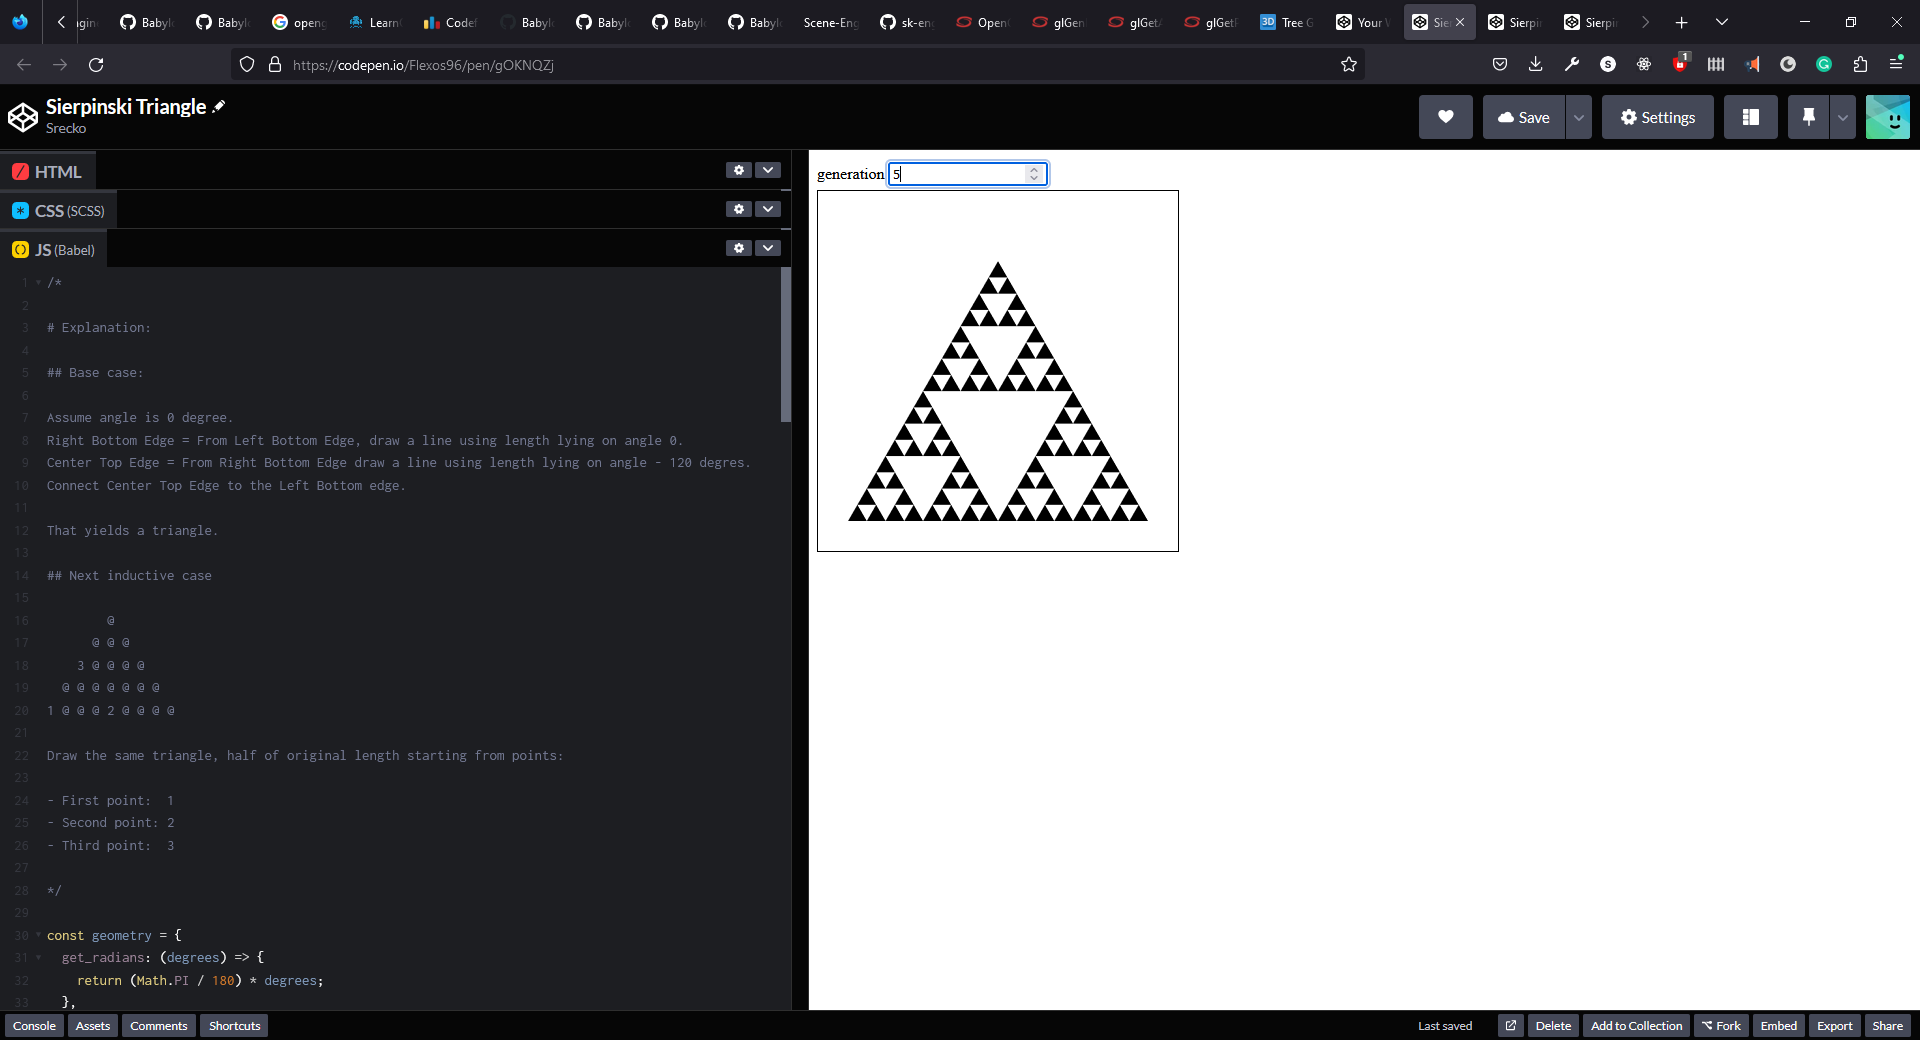 Babyl
Babyl
openg
Learn
Codef
Babyl
Babyl
Babyl
Babyl
Scene-Eng
sk-en
Open
glGen
glGet
glGetP
3D Tree G
Your
Sie
Sierpi
Sierpin
https://codepen.io/Flexos96/pen/gOKNQZj
S
1
Sierpinski Triangle
Srecko
Save
Settings
HTML
CSS (SCSS)
JS (Babel)
generation 5
1 /*
2
3 # Explanation:
4
5 ## Base case:
6
7 Assume angle is 0 degree.
8 Right Bottom Edge = From Left Bottom Edge, draw a line using length lying on angle 0.
9 Center Top Edge = From Right Bottom Edge draw a line using length lying on angle - 120 degres.
10 Connect Center Top Edge to the Left Bottom edge.
11
12 That yields a triangle.
13
14 ## Next inductive case
15
16 @
17 @ @ @
18 3 @ @ @ @
19 @ @ @ @ @ @ @
20 1 @ @ @ 2 @ @ @ @
21
22 Draw the same triangle, half of original length starting from points:
23
24 - First point:  1
25 - Second point: 2
26 - Third point:  3
27
28 */
29
30 const geometry = {
31 get_radians: (degrees) => {
32 return (Math.PI / 180) * degrees;
33 },
Console
Assets
Comments
Shortcuts
Last saved
Delete
Add to Collection
Fork
Embed
Export
Share